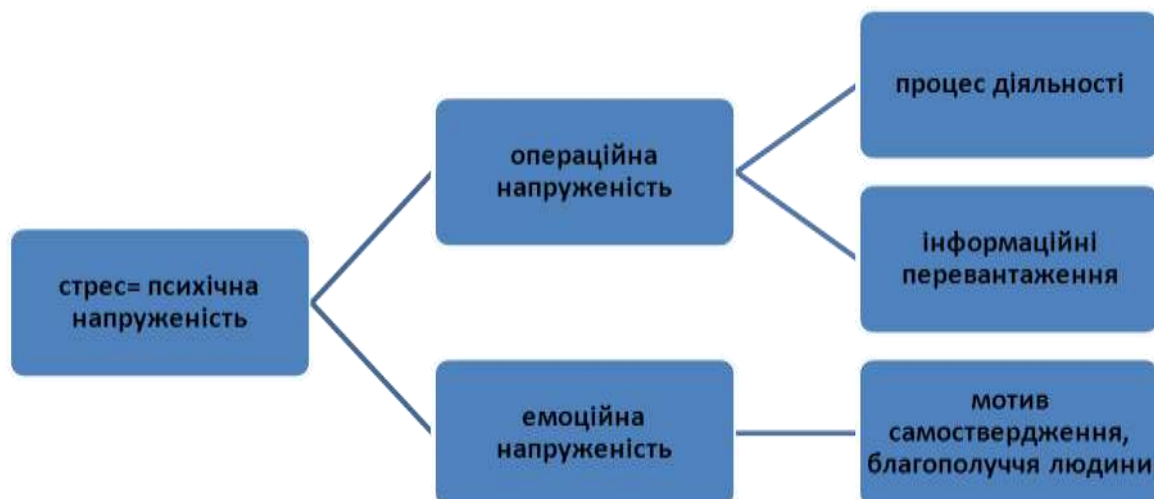 стрес= психічна
напруженість
операційна
напруженість
процес діяльності
інформаційні
перевантаження
емоційна
напруженість
мотив
самоствердження,
благополуччя людини